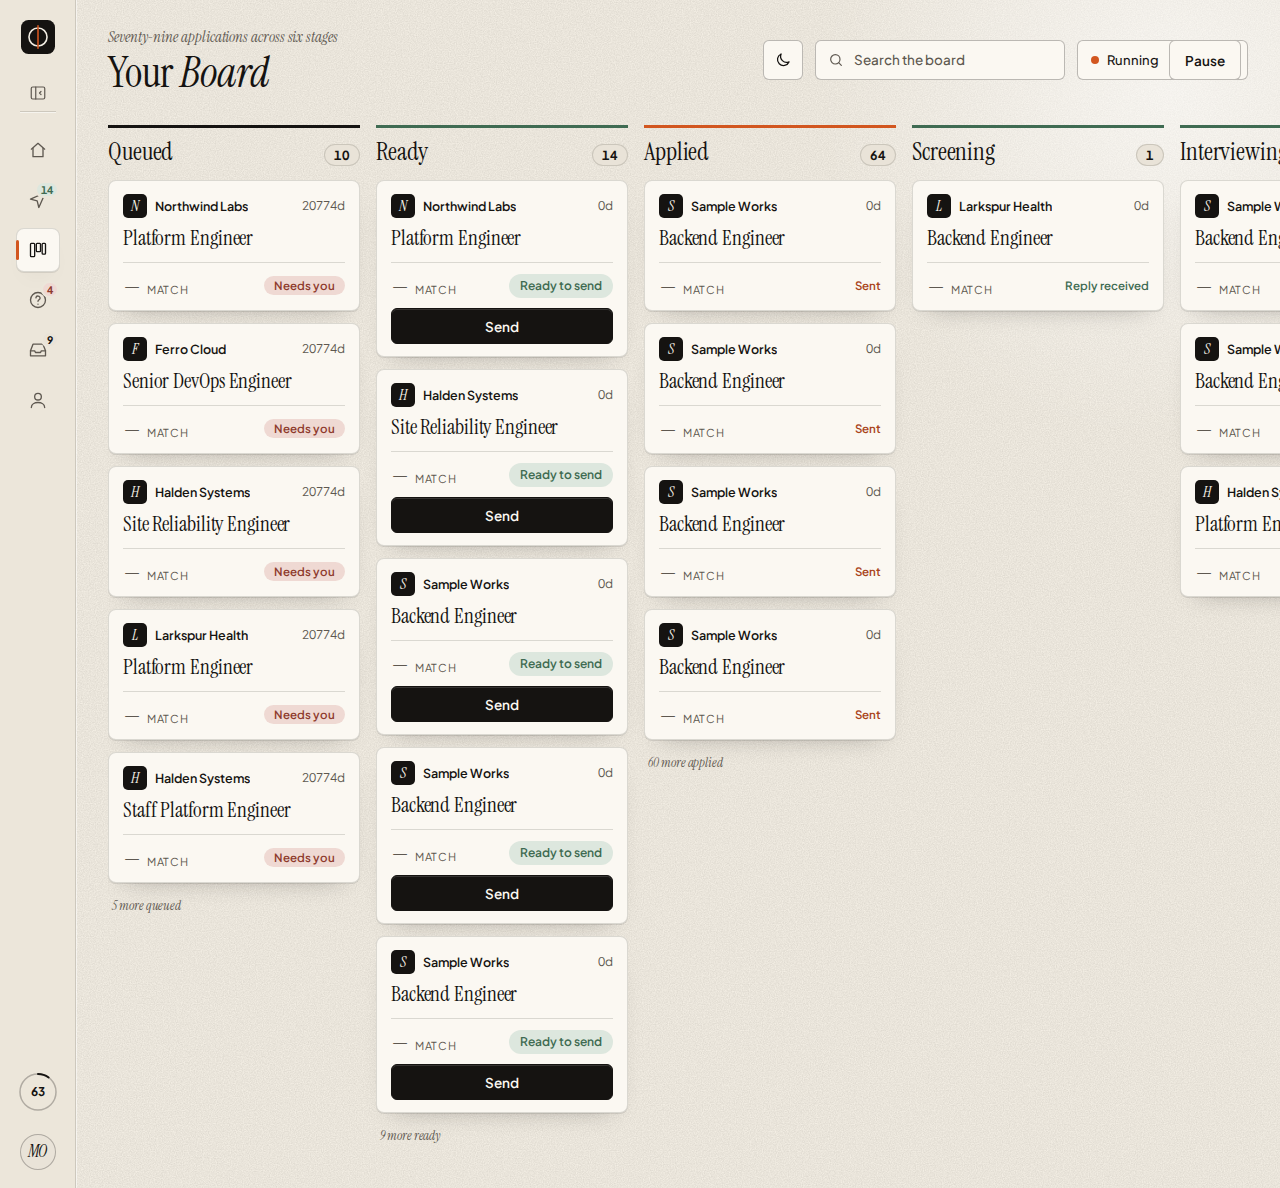 Seventy-nine applications across six stages
Your Board
Search the board
Running
Pause
14
4
9
63
MO
Queued
10
N
Northwind Labs
20774d
Platform Engineer
— MATCH
Needs you
F
Ferro Cloud
20774d
Senior DevOps Engineer
— MATCH
Needs you
H
Halden Systems
20774d
Site Reliability Engineer
— MATCH
Needs you
L
Larkspur Health
20774d
Platform Engineer
— MATCH
Needs you
H
Halden Systems
20774d
Staff Platform Engineer
— MATCH
Needs you
5 more queued
Ready
14
N
Northwind Labs
0d
Platform Engineer
— MATCH
Ready to send
Send
H
Halden Systems
0d
Site Reliability Engineer
— MATCH
Ready to send
Send
S
Sample Works
0d
Backend Engineer
— MATCH
Ready to send
Send
S
Sample Works
0d
Backend Engineer
— MATCH
Ready to send
Send
S
Sample Works
0d
Backend Engineer
— MATCH
Ready to send
Send
9 more ready
Applied
64
S
Sample Works
0d
Backend Engineer
— MATCH
Sent
S
Sample Works
0d
Backend Engineer
— MATCH
Sent
S
Sample Works
0d
Backend Engineer
— MATCH
Sent
S
Sample Works
0d
Backend Engineer
— MATCH
Sent
60 more applied
Screening
1
L
Larkspur Health
0d
Backend Engineer
— MATCH
Reply received
Interviewing
S
Sample
Backend
— MATCH
S
Sample
Backend
— MATCH
H
Halden
Platform
— MATCH